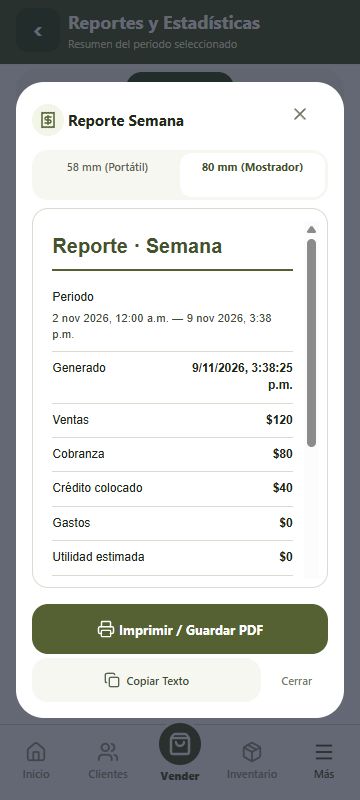 Reportes y Estadísticas
Resumen del periodo seleccionado
Reporte Semana
58 mm (Portátil)
80 mm (Mostrador)
Reporte · Semana
Periodo
2 nov 2026, 12:00 a.m. — 9 nov 2026, 3:38
p.m.
Generado
9/11/2026, 3:38:25
p.m.
Ventas
$120
Cobranza
$80
Crédito colocado
$40
Gastos
$0
Utilidad estimada
$0
Imprimir / Guardar PDF
Copiar Texto
Cerrar
Inicio
Clientes
Vender
Inventario
Más